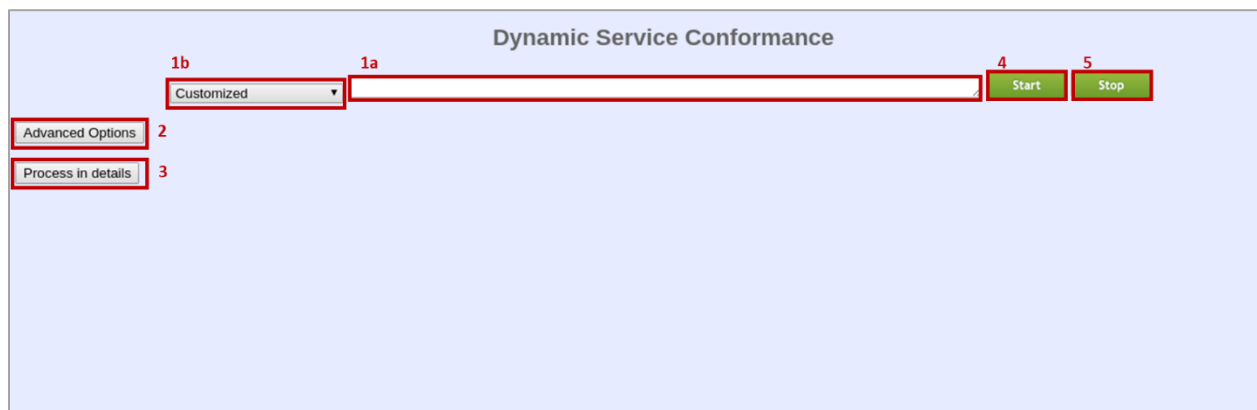 Dynamic Service Conformance
1b 1a 4 5
Customized Start Stop
Advanced Options 2
Process in details 3